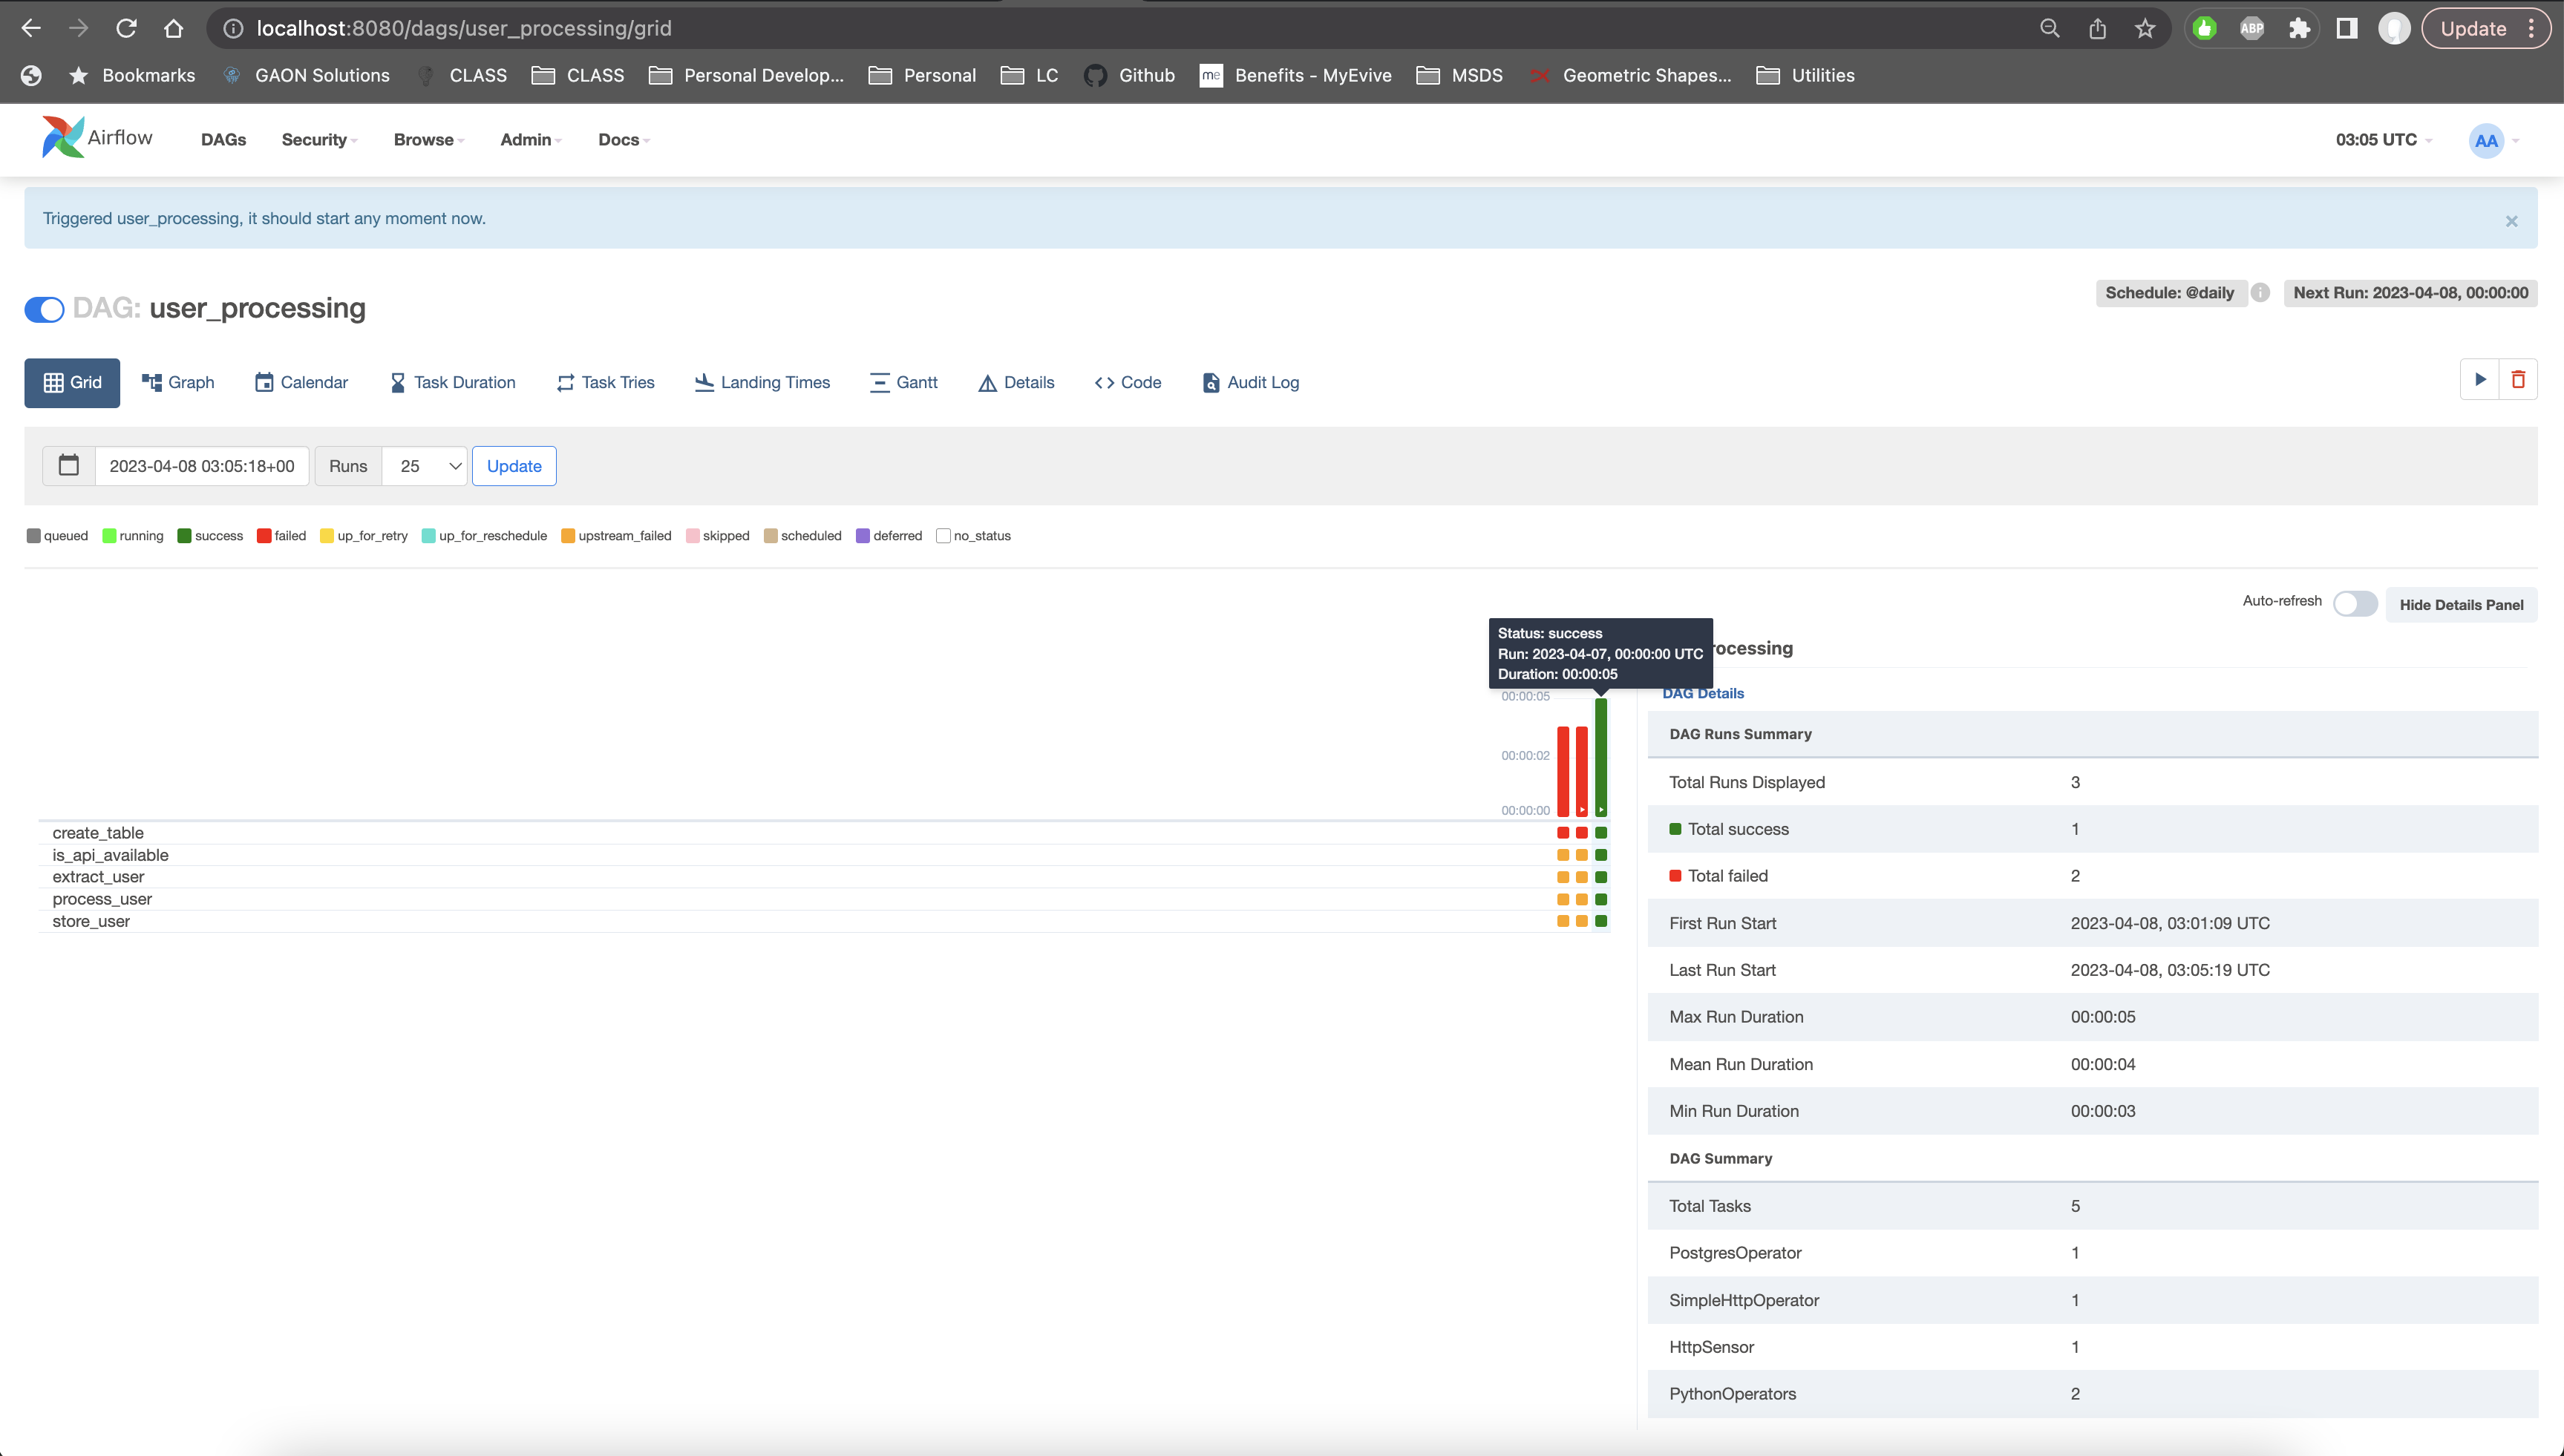 localhost:8080/dags/user_processing/grid
ABP
Update
Bookmarks GAON Solutions CLASS CLASS Personal Develop... Personal LC Github me Benefits - MyEvive MSDS Geometric Shapes... Utilities
Airflow DAGs Security Browse Admin Docs 03:05 UTC AA
Triggered user_processing, it should start any moment now. ×
DAG: user_processing
Schedule: @daily i Next Run: 2023-04-08, 00:00:00
Grid Graph Calendar Task Duration Task Tries Landing Times Gantt Details Code Audit Log
2023-04-08 03:05:18+00 Runs 25 Update
queued running success failed up_for_retry up_for_reschedule upstream_failed skipped scheduled deferred no_status
Auto-refresh Hide Details Panel
Status: success
Run: 2023-04-07, 00:00:00 UTC
Duration: 00:00:05
00:00:05
00:00:02
00:00:00
create_table
is_api_available
extract_user
process_user
store_user
rocessing
DAG Details
DAG Runs Summary
Total Runs Displayed 3
Total success 1
Total failed 2
First Run Start 2023-04-08, 03:01:09 UTC
Last Run Start 2023-04-08, 03:05:19 UTC
Max Run Duration 00:00:05
Mean Run Duration 00:00:04
Min Run Duration 00:00:03
DAG Summary
Total Tasks 5
PostgresOperator 1
SimpleHttpOperator 1
HttpSensor 1
PythonOperators 2